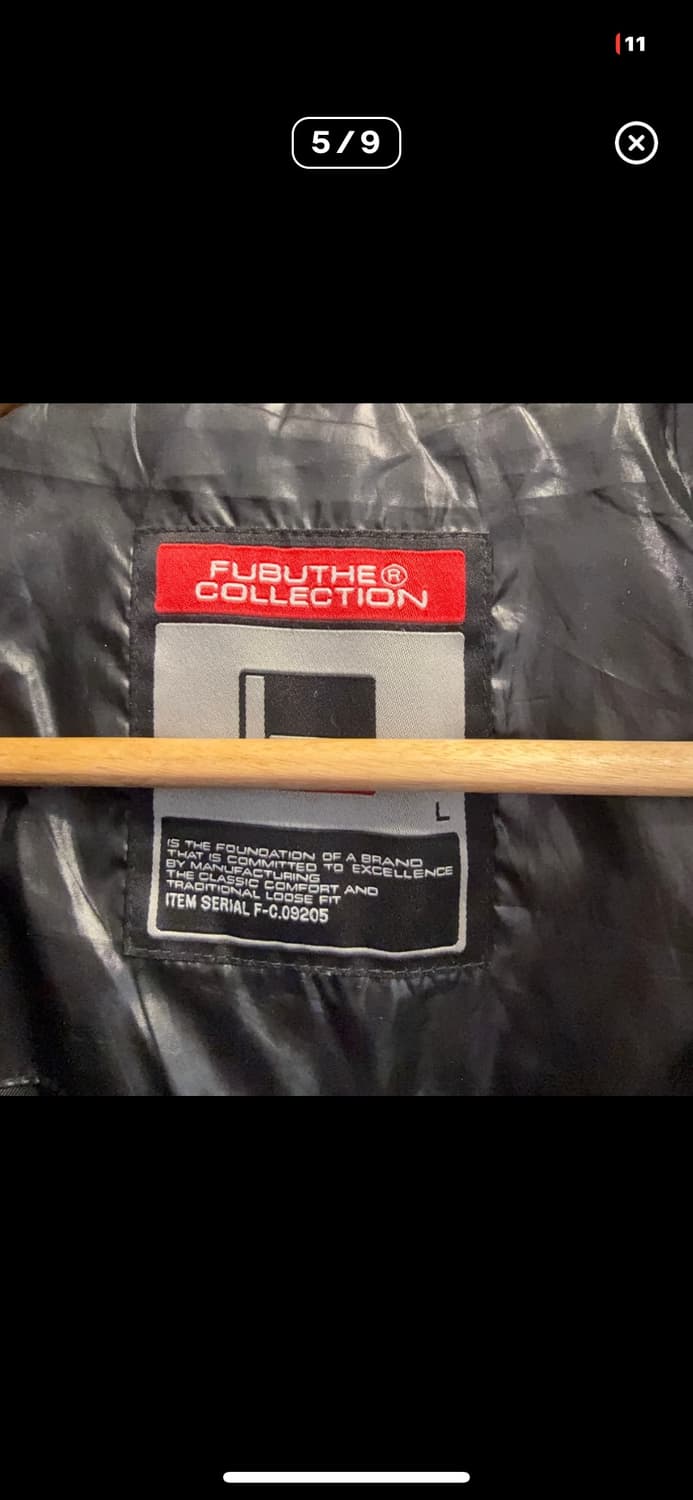 11
5/9
FUBUTHE®
COLLECTION
L
IS THE FOUNDATION OF A BRAND
THAT IS COMMITTED TO EXCELLENCE
BY MANUFACTURING
THE CLASSIC COMFORT AND
TRADITIONAL LOOSE FIT
ITEM SERIAL F-C.09205